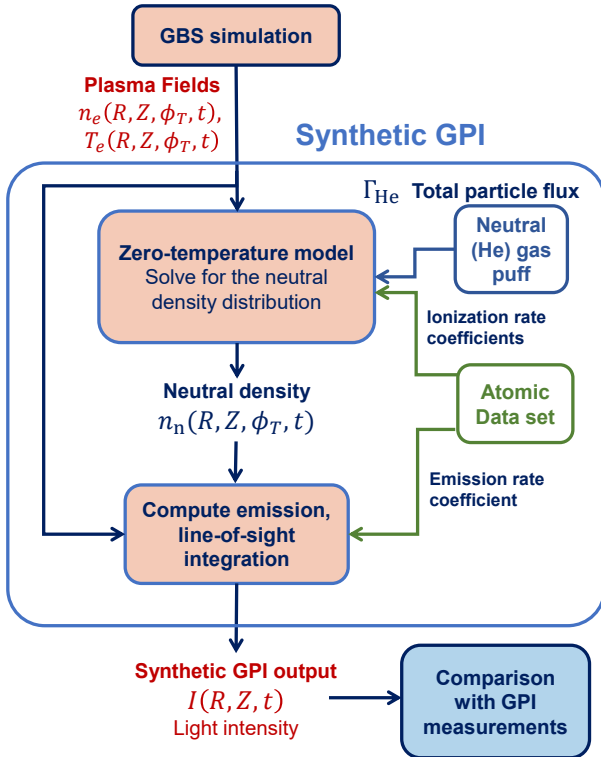 GBS simulation
Plasma Fields
n_e(R, Z, ϕ_T, t),
T_e(R, Z, ϕ_T, t)
Synthetic GPI
Γ_He Total particle flux
Neutral
(He) gas
puff
Zero-temperature model
Solve for the neutral
density distribution
Ionization rate
coefficients
Neutral density
n_n(R, Z, ϕ_T, t)
Atomic
Data set
Emission rate
coefficient
Compute emission,
line-of-sight
integration
Synthetic GPI output
I(R, Z, t)
Light intensity
Comparison
with GPI
measurements